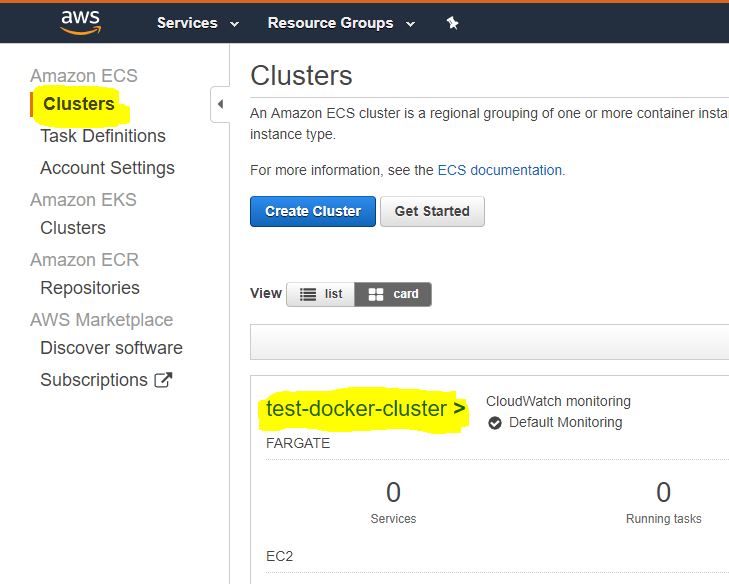 aws Services Resource Groups
Amazon ECS
Clusters
Task Definitions
Account Settings
Amazon EKS
Clusters
Amazon ECR
Repositories
AWS Marketplace
Discover software
Subscriptions
Clusters
An Amazon ECS cluster is a regional grouping of one or more container
instance type.
For more information, see the ECS documentation.
Create Cluster Get Started
View list card
test-docker-cluster >
CloudWatch monitoring
Default Monitoring
FARGATE
0 0
Services Running tasks
EC2